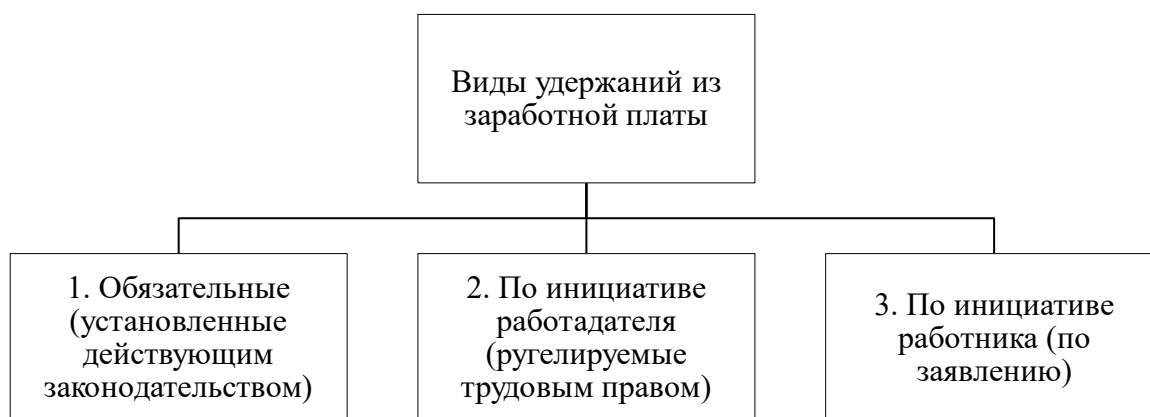 Виды удержаний из
заработной платы
1. Обязательные
(установленные
действующим
законодательством)
2. По инициативе
работадателя
(ругелируемые
трудовым правом)
3. По инициативе
работника (по
заявлению)